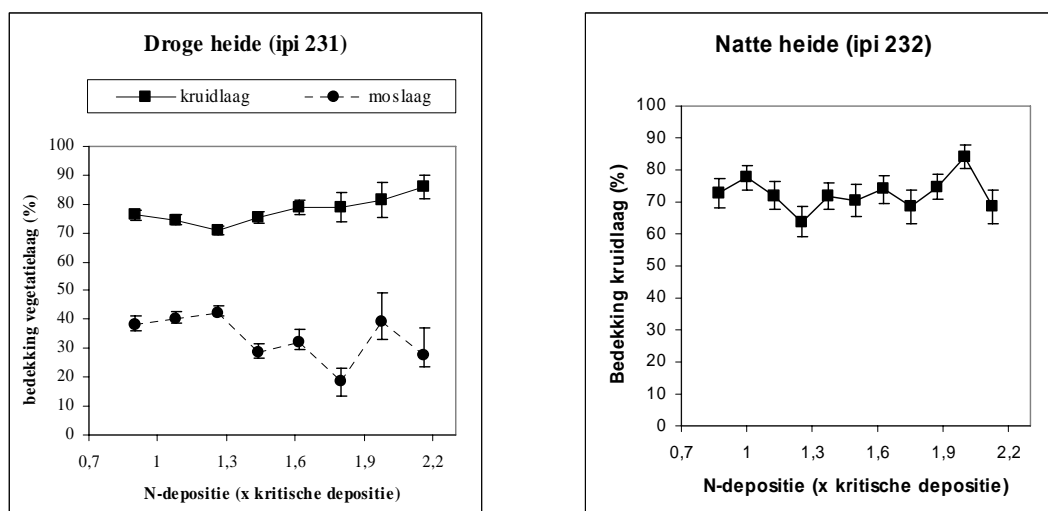 Droge heide (ipi 231)
kruidlaag moslaag
bedekking vegetatielaag (%)
100
90
80
70
60
50
40
30
20
10
0
0,7 1 1,3 1,6 1,9 2,2
N-depositie (x kritische depositie)
Natte heide (ipi 232)
Bedekking kruidlaag (%)
100
90
80
70
60
50
40
30
20
10
0
0,7 1 1,3 1,6 1,9 2,2
N-depositie (x kritische depositie)